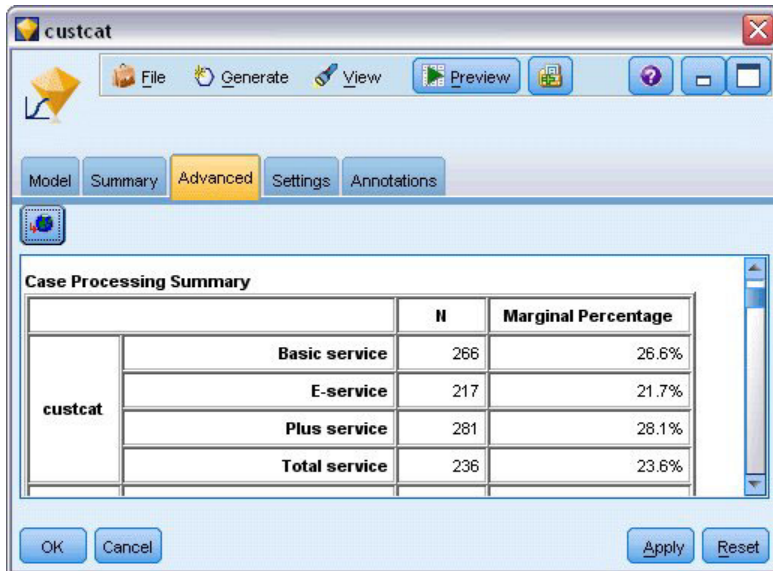 custcat
File Generate View Preview
Model Summary Advanced Settings Annotations
Case Processing Summary
N Marginal Percentage
custcat
Basic service 266 26.6%
E-service 217 21.7%
Plus service 281 28.1%
Total service 236 23.6%
OK Cancel Apply Reset